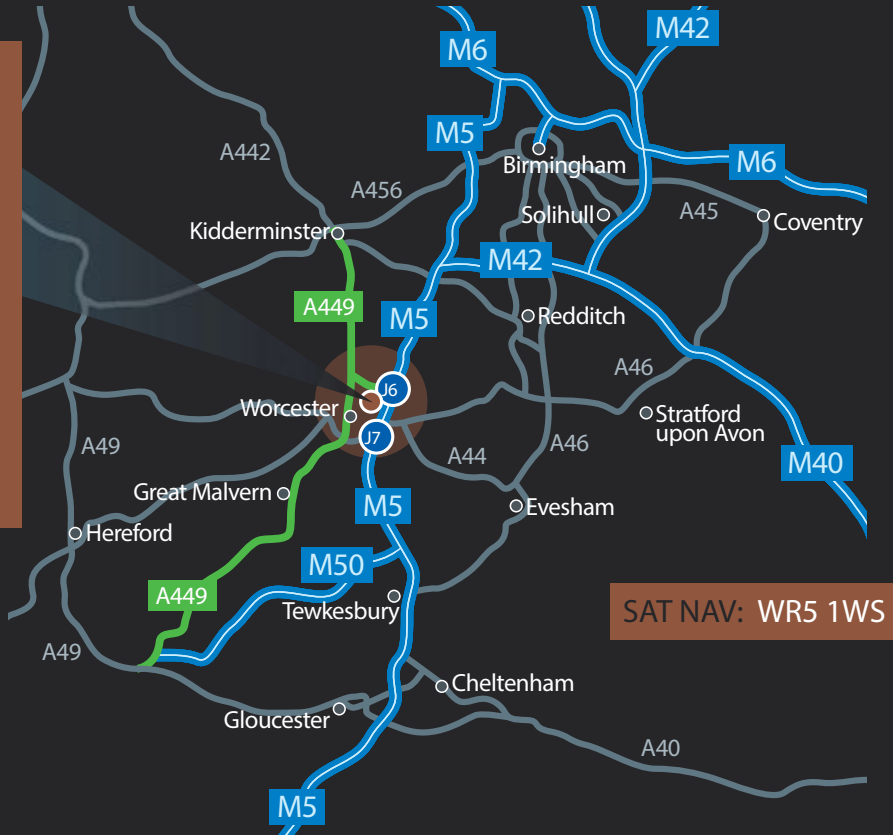 M42
M6
M5
A442
Birmingham
M6
A456
Solihull
A45
Coventry
Kidderminster
M42
A449
M5
Redditch
A46
J6
Worcester
Stratford
upon Avon
J7
A49
A44
A46
M40
Great Malvern
M5
Evesham
Hereford
M50
A449
Tewkesbury
SAT NAV: WR5 1WS
A49
Cheltenham
Gloucester
A40
M5